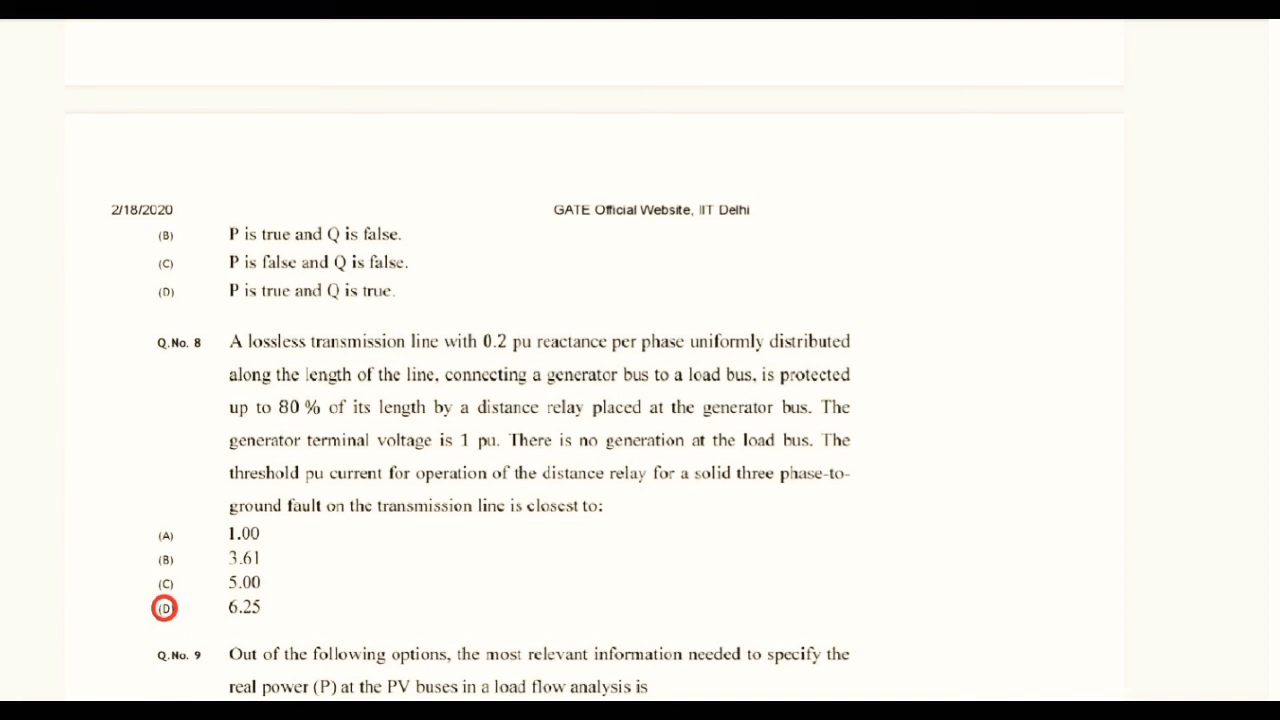 2/18/2020 GATE Official Website, IIT Delhi
(B) P is true and Q is false.
(C) P is false and Q is false.
(D) P is true and Q is true.
Q.No. 8 A lossless transmission line with 0.2 pu reactance per phase uniformly distributed
along the length of the line, connecting a generator bus to a load bus, is protected
up to 80 % of its length by a distance relay placed at the generator bus. The
generator terminal voltage is 1 pu. There is no generation at the load bus. The
threshold pu current for operation of the distance relay for a solid three phase-to-
ground fault on the transmission line is closest to:
(A) 1.00
(B) 3.61
(C) 5.00
(D) 6.25
Q.No. 9 Out of the following options, the most relevant information needed to specify the
real power (P) at the PV buses in a load flow analysis is